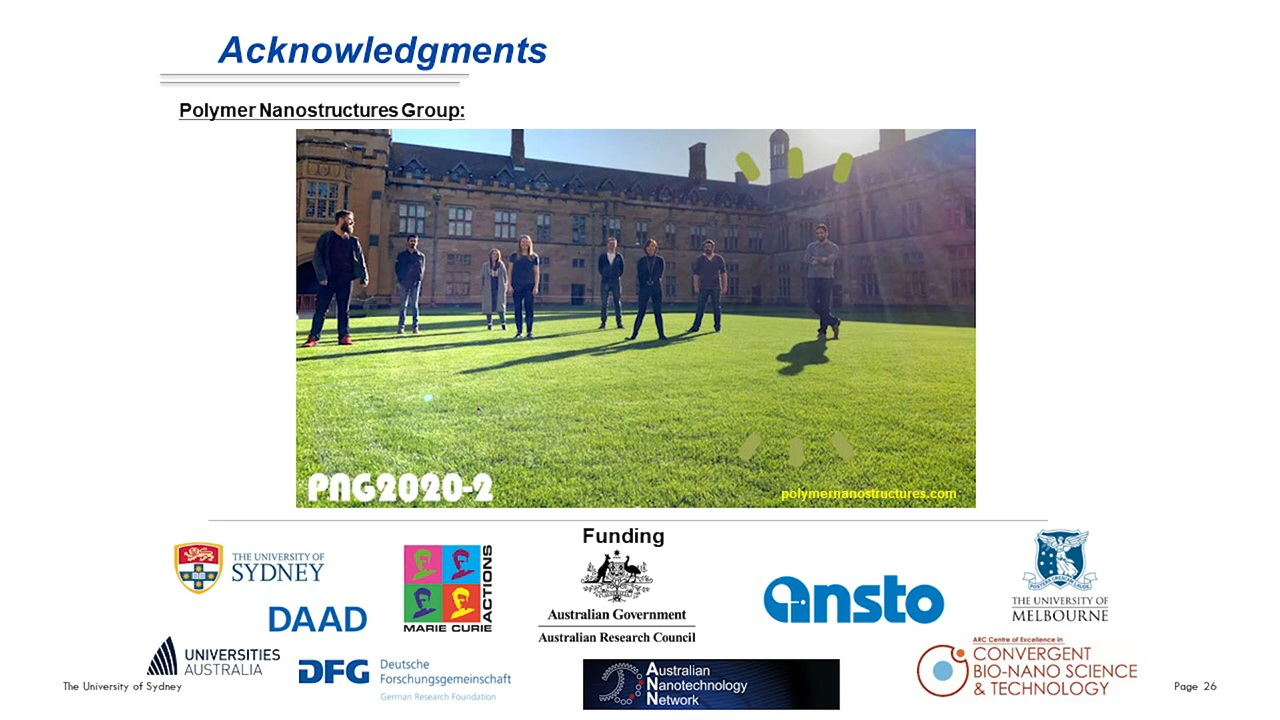 Acknowledgments
Polymer Nanostructures Group:
PNG2020-2
polymernanostructures.com
Funding
THE UNIVERSITY OF
SYDNEY
DAAD
MARIE CURIE
ACTIONS
Australian Government
Australian Research Council
ansto
THE UNIVERSITY OF
MELBOURNE
UNIVERSITIES
AUSTRALIA
DFG
Deutsche
Forschungsgemeinschaft
German Research Foundation
Australian
Nanotechnology
Network
ARC Centre of Excellence in
CONVERGENT
BIO-NANO SCIENCE
& TECHNOLOGY
The University of Sydney
Page 26